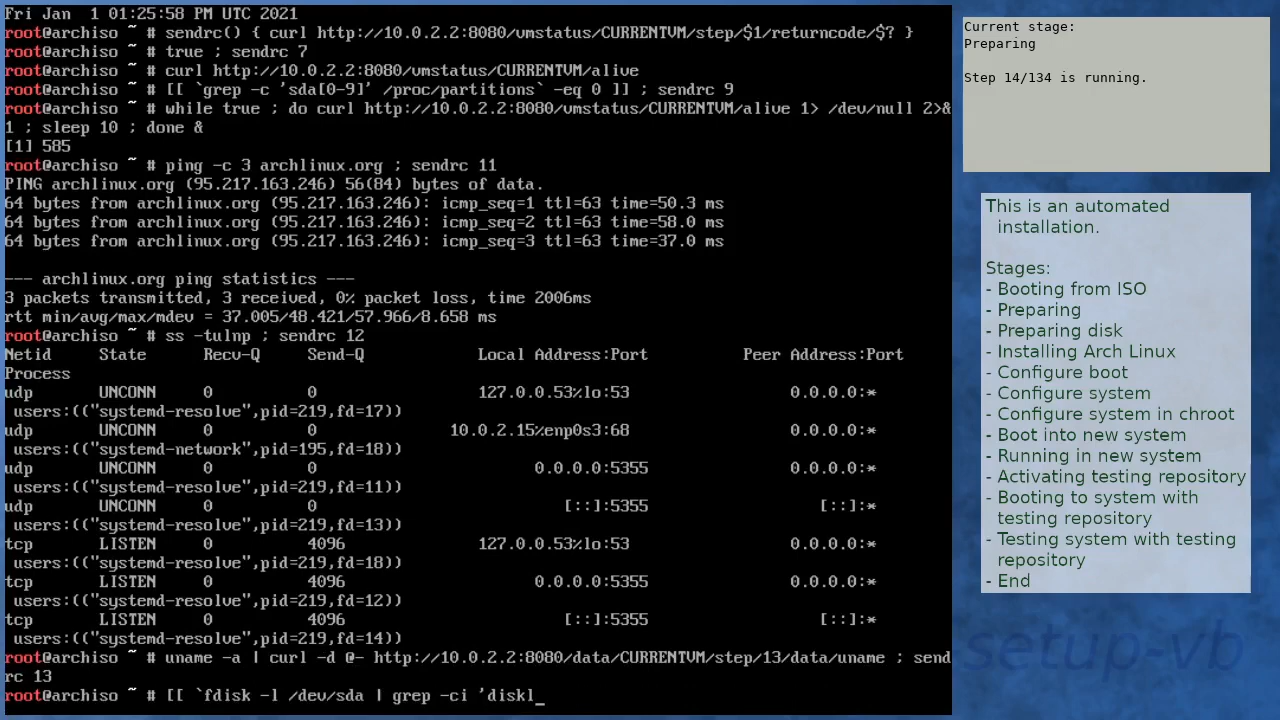 Fri Jan  1 01:25:58 PM UTC 2021
root@archiso ~ # sendrc() { curl http://10.0.2.2:8080/vmstatus/CURRENTVM/step/$1/returncode/$? }
root@archiso ~ # true ; sendrc 7
root@archiso ~ # curl http://10.0.2.2:8080/vmstatus/CURRENTVM/alive
root@archiso ~ # [[ `grep -c 'sda[0-9]' /proc/partitions` -eq 0 ]] ; sendrc 9
root@archiso ~ # while true ; do curl http://10.0.2.2:8080/vmstatus/CURRENTVM/alive 1> /dev/null 2>&
1 ; sleep 10 ; done &
[1] 585
root@archiso ~ # ping -c 3 archlinux.org ; sendrc 11
PING archlinux.org (95.217.163.246) 56(84) bytes of data.
64 bytes from archlinux.org (95.217.163.246): icmp_seq=1 ttl=63 time=50.3 ms
64 bytes from archlinux.org (95.217.163.246): icmp_seq=2 ttl=63 time=58.0 ms
64 bytes from archlinux.org (95.217.163.246): icmp_seq=3 ttl=63 time=37.0 ms
--- archlinux.org ping statistics ---
3 packets transmitted, 3 received, 0% packet loss, time 2006ms
rtt min/avg/max/mdev = 37.005/48.421/57.966/8.658 ms
root@archiso ~ # ss -tulnp ; sendrc 12
Netid     State      Recv-Q     Send-Q            Local Address:Port          Peer Address:Port
Process
udp       UNCONN     0          0                 127.0.0.53%lo:53                 0.0.0.0:*
 users:(("systemd-resolve",pid=219,fd=17))
udp       UNCONN     0          0              10.0.2.15%enp0s3:68                 0.0.0.0:*
 users:(("systemd-network",pid=195,fd=18))
udp       UNCONN     0          0                       0.0.0.0:5355               0.0.0.0:*
 users:(("systemd-resolve",pid=219,fd=11))
udp       UNCONN     0          0                          [::]:5355                  [::]:*
 users:(("systemd-resolve",pid=219,fd=13))
tcp       LISTEN     0          4096              127.0.0.53%lo:53                 0.0.0.0:*
 users:(("systemd-resolve",pid=219,fd=18))
tcp       LISTEN     0          4096                    0.0.0.0:5355               0.0.0.0:*
 users:(("systemd-resolve",pid=219,fd=12))
tcp       LISTEN     0          4096                       [::]:5355                  [::]:*
 users:(("systemd-resolve",pid=219,fd=14))
root@archiso ~ # uname -a | curl -d @- http://10.0.2.2:8080/data/CURRENTVM/step/13/data/uname ; send
rc 13
root@archiso ~ # [[ `fdisk -l /dev/sda | grep -ci 'diskl_
Current stage:
Preparing
Step 14/134 is running.
This is an automated
installation.
Stages:
- Booting from ISO
- Preparing
- Preparing disk
- Installing Arch Linux
- Configure boot
- Configure system
- Configure system in chroot
- Boot into new system
- Running in new system
- Activating testing repository
- Booting to system with
testing repository
- Testing system with testing
repository
- End
setup-vb